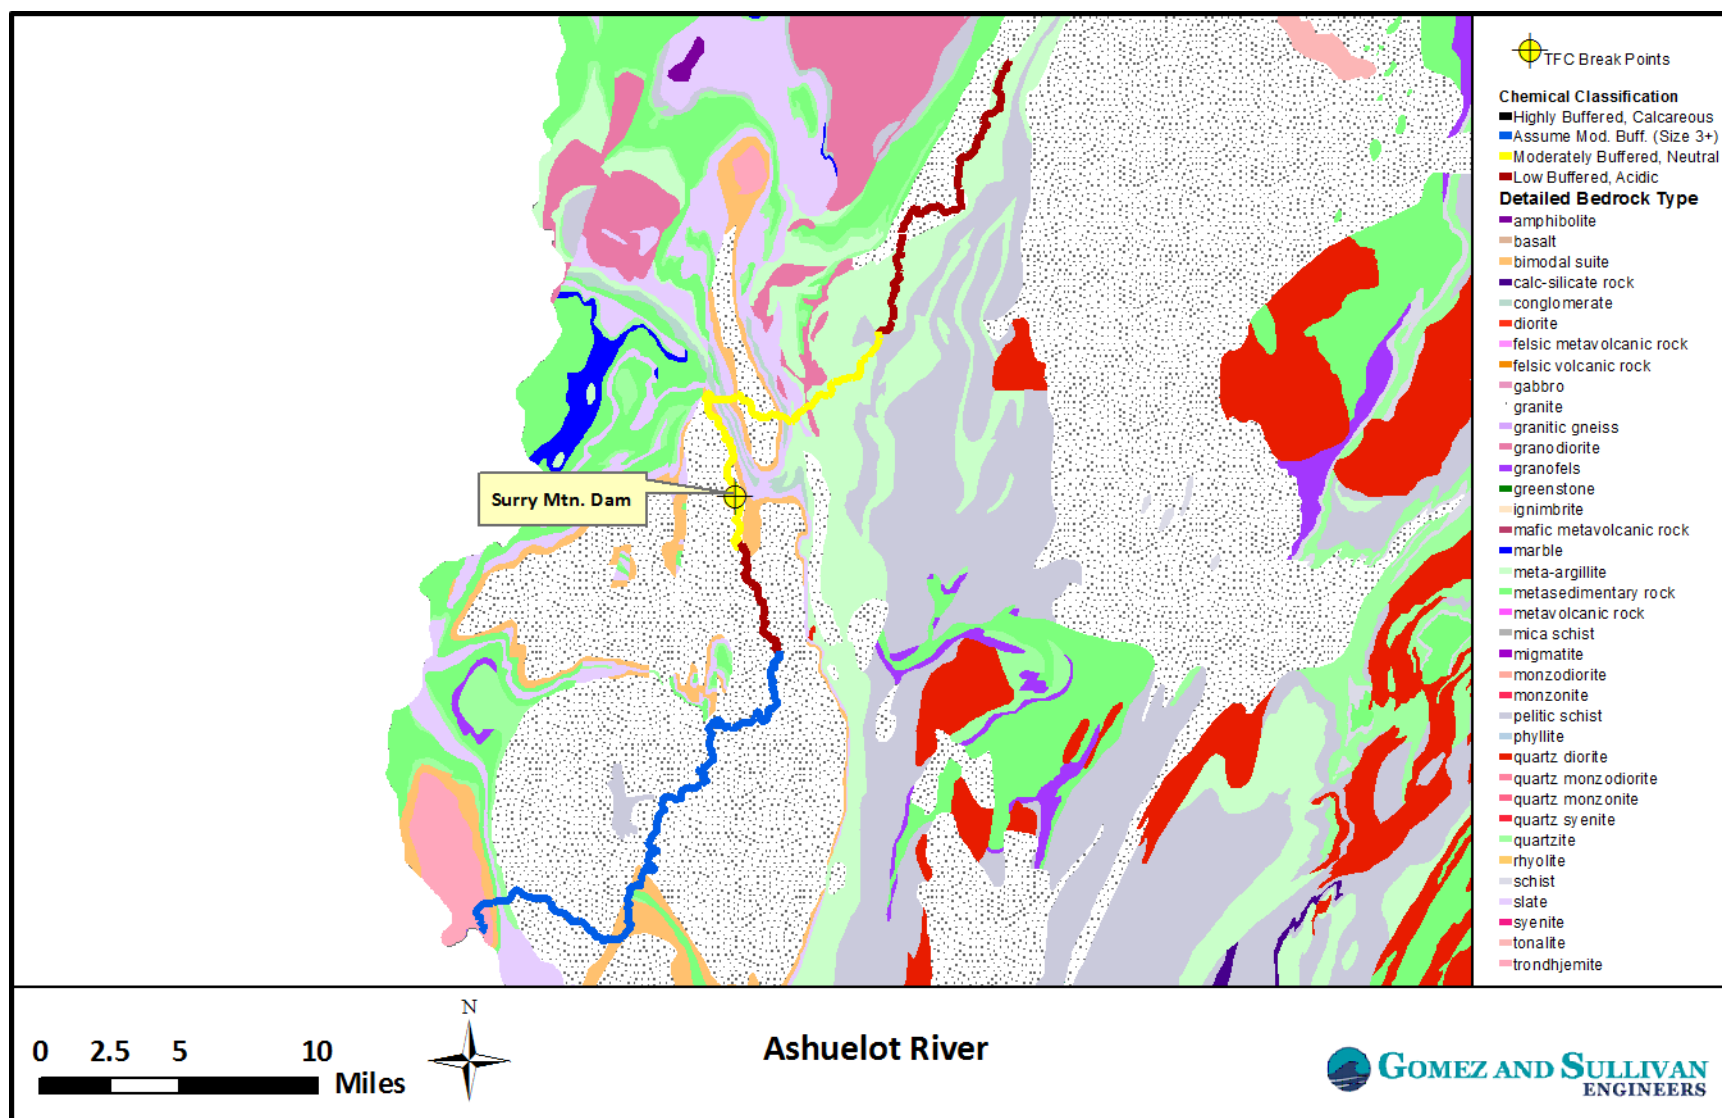 TFC Break Points
Chemical Classification
Highly Buffered, Calcareous
Assume Mod. Buff. (Size 3+)
Moderately Buffered, Neutral
Low Buffered, Acidic
Detailed Bedrock Type
amphibolite
basalt
bimodal suite
calc-silicate rock
conglomerate
diorite
felsic metavolcanic rock
felsic volcanic rock
gabbro
granite
granitic gneiss
granodiorite
granofels
greenstone
ignimbrite
mafic metavolcanic rock
marble
meta-argillite
metasedimentary rock
metavolcanic rock
mica schist
migmatite
monzodiorite
monzonite
pelitic schist
phyllite
quartz diorite
quartz monzodiorite
quartz monzonite
quartz syenite
quartzite
rhyolite
schist
slate
syenite
tonalite
trondhjemite
Surry Mtn. Dam
0 2.5 5 10
Miles
N
Ashuelot River
GOMEZ AND SULLIVAN
ENGINEERS